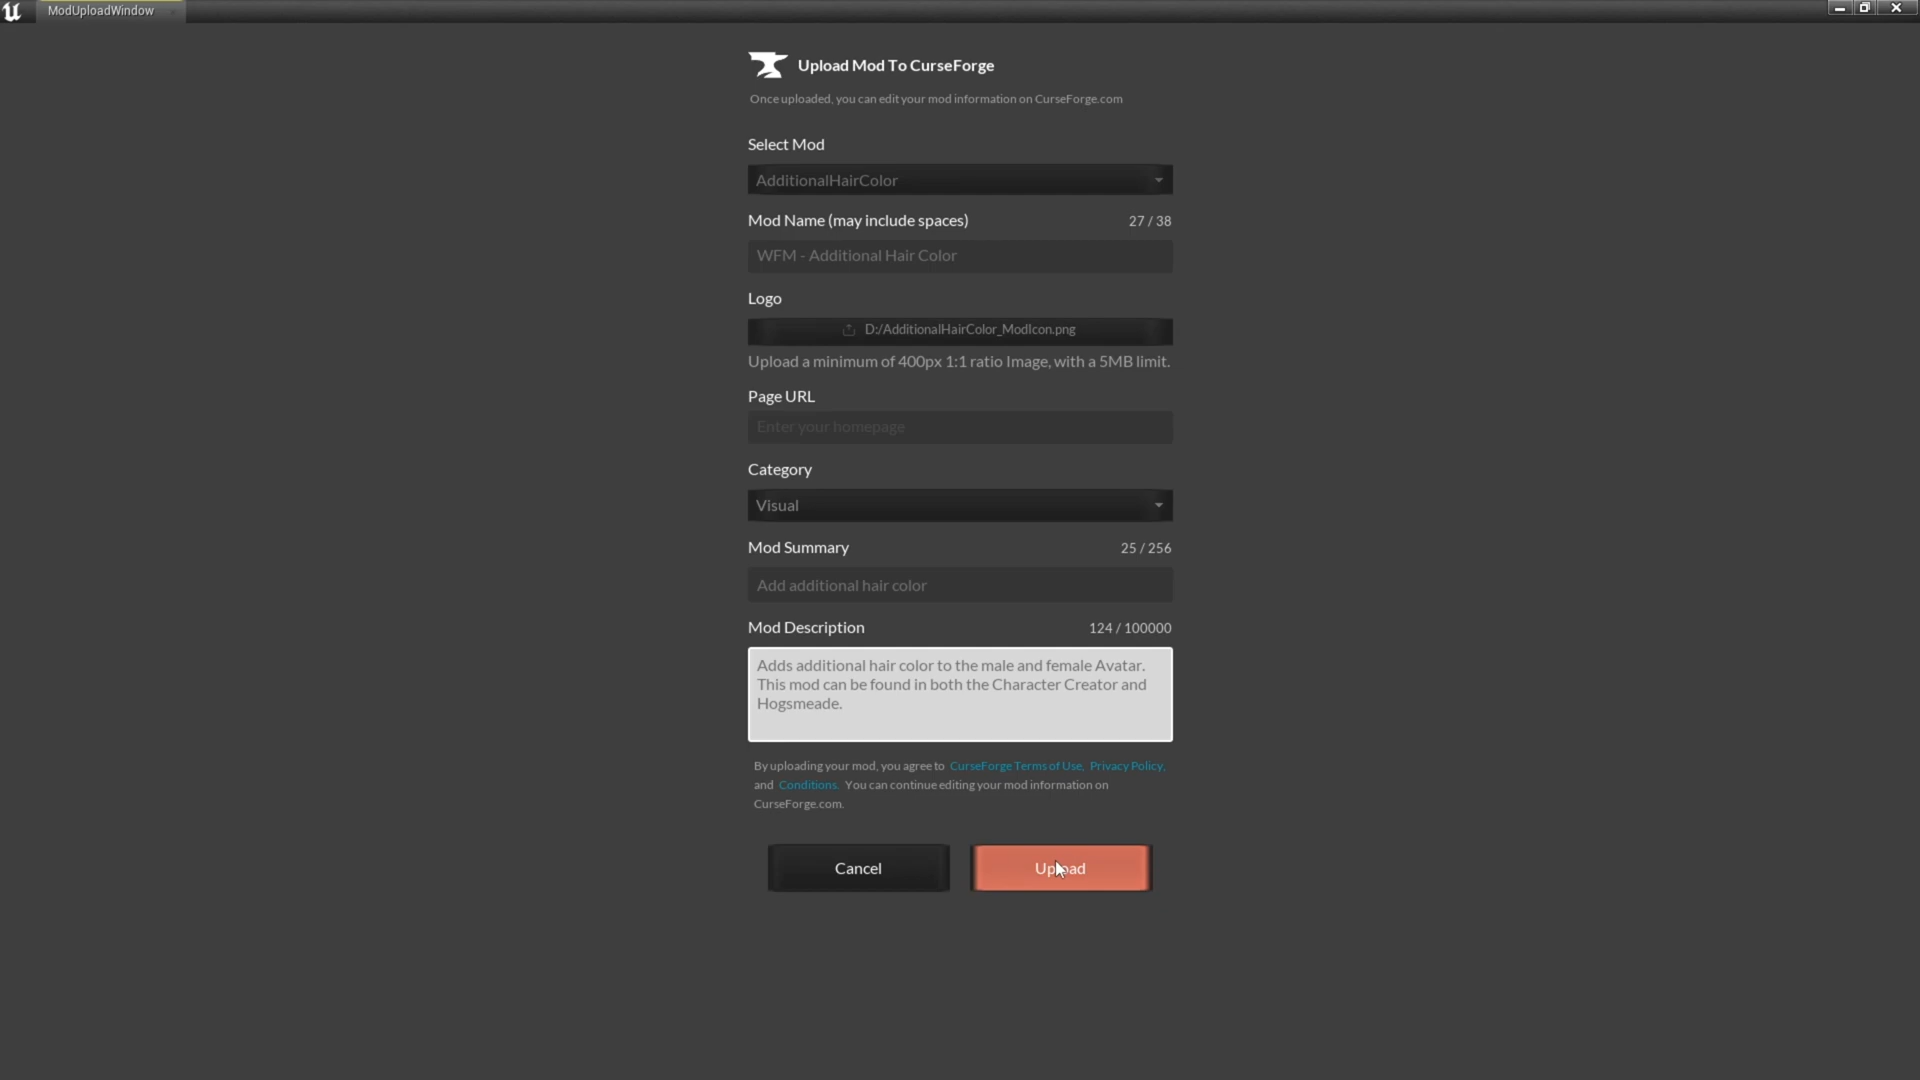 ModUploadWindow
Upload Mod To CurseForge
Once uploaded, you can edit your mod information on CurseForge.com
Select Mod
AdditionalHairColor
Mod Name (may include spaces) 27 / 38
WFM - Additional Hair Color
Logo
D:/AdditionalHairColor_ModIcon.png
Upload a minimum of 400px 1:1 ratio Image, with a 5MB limit.
Page URL
Enter your homepage
Category
Visual
Mod Summary 25 / 256
Add additional hair color
Mod Description 124 / 100000
Adds additional hair color to the male and female Avatar.
This mod can be found in both the Character Creator and
Hogsmeade.
By uploading your mod, you agree to CurseForge Terms of Use, Privacy Policy,
and Conditions. You can continue editing your mod information on
CurseForge.com.
Cancel Upload